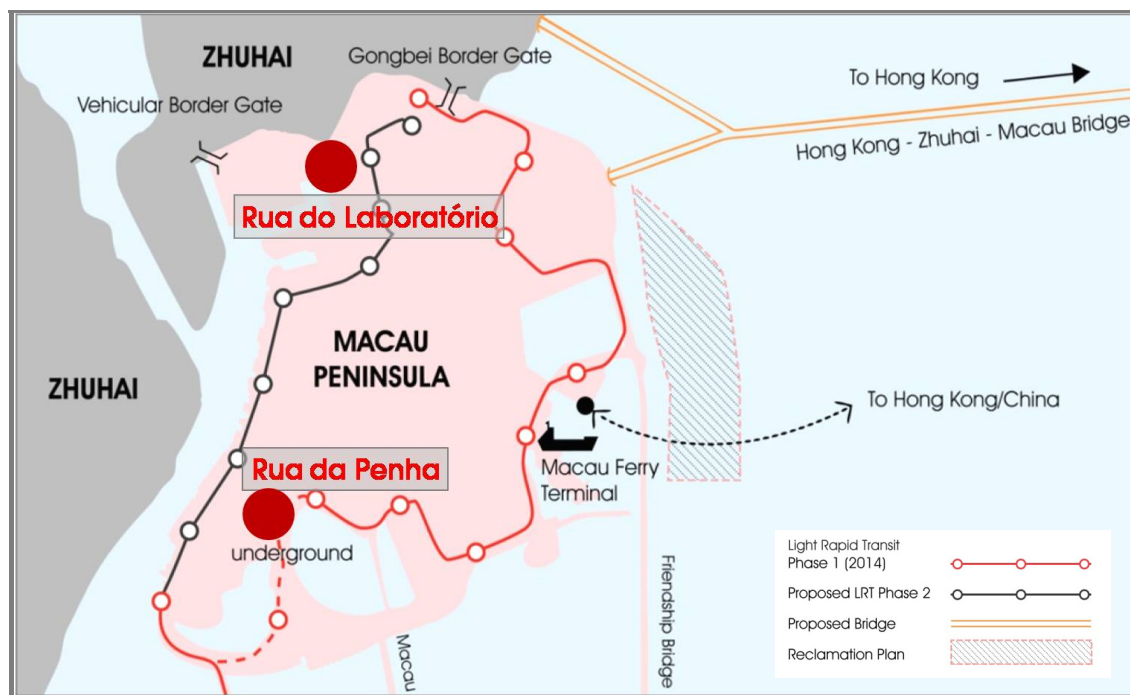 ZHUHAI
Gongbei Border Gate
Vehicular Border Gate
To Hong Kong
Hong Kong - Zhuhai - Macau Bridge
Rua do Laboratório
MACAU
PENINSULA
ZHUHAI
To Hong Kong/China
Rua da Penha
Macau Ferry
Terminal
underground
Friendship Bridge
Macau
Light Rapid Transit
Phase 1 (2014)
Proposed LRT Phase 2
Proposed Bridge
Reclamation Plan